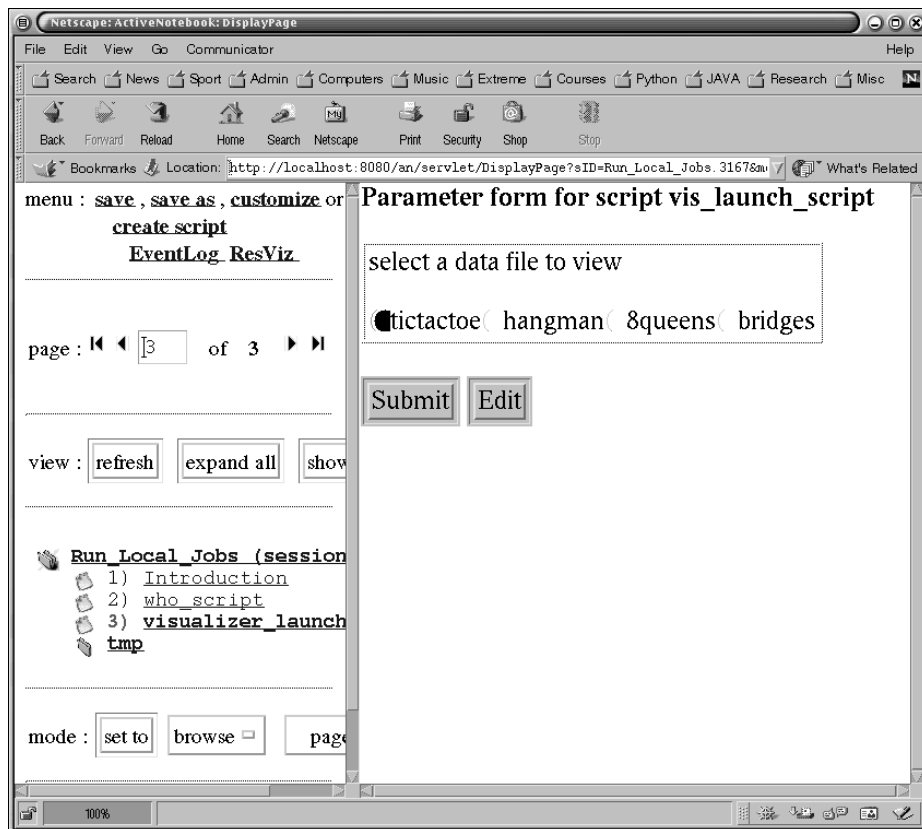 Netscape: ActiveNotebook: DisplayPage
File Edit View Go Communicator Help
Search News Sport Admin Computers Music Extreme Courses Python JAVA Research Misc N
Back Forward Reload Home Search Netscape Print Security Shop Stop
My
Bookmarks Location: http://localhost:8080/an/servlet/DisplayPage?sID=Run_Local_Jobs.3167&m What's Related
menu : save , save as , customize or
create script
EventLog ResViz
page : 3 of 3
view : refresh expand all show
Run_Local_Jobs (session
1) Introduction
2) who_script
3) visualizer_launch
tmp
mode : set to browse page
Parameter form for script vis_launch_script
select a data file to view
tictactoe hangman 8queens bridges
Submit Edit
100%